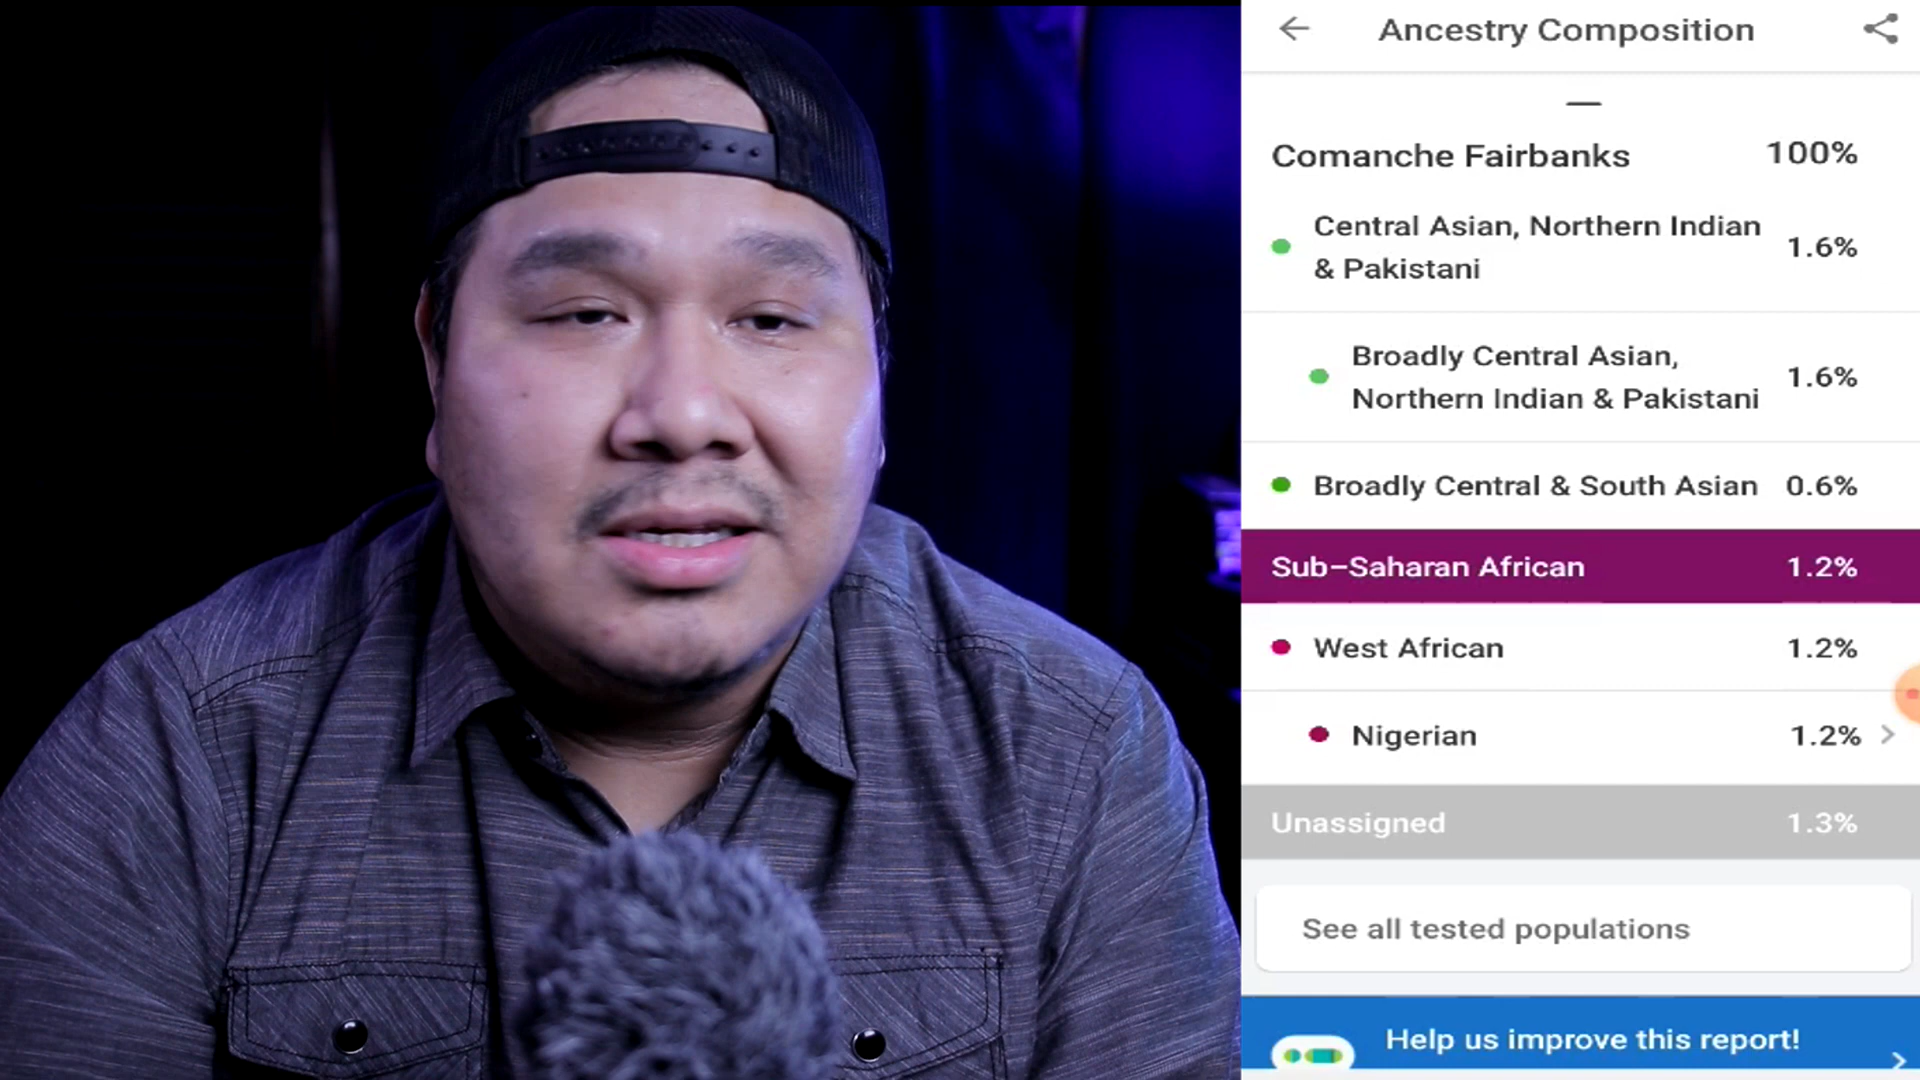 Ancestry Composition
Comanche Fairbanks 100%
Central Asian, Northern Indian
& Pakistani 1.6%
Broadly Central Asian,
Northern Indian & Pakistani 1.6%
Broadly Central & South Asian 0.6%
Sub-Saharan African 1.2%
West African 1.2%
Nigerian 1.2%
Unassigned 1.3%
See all tested populations
Help us improve this report!